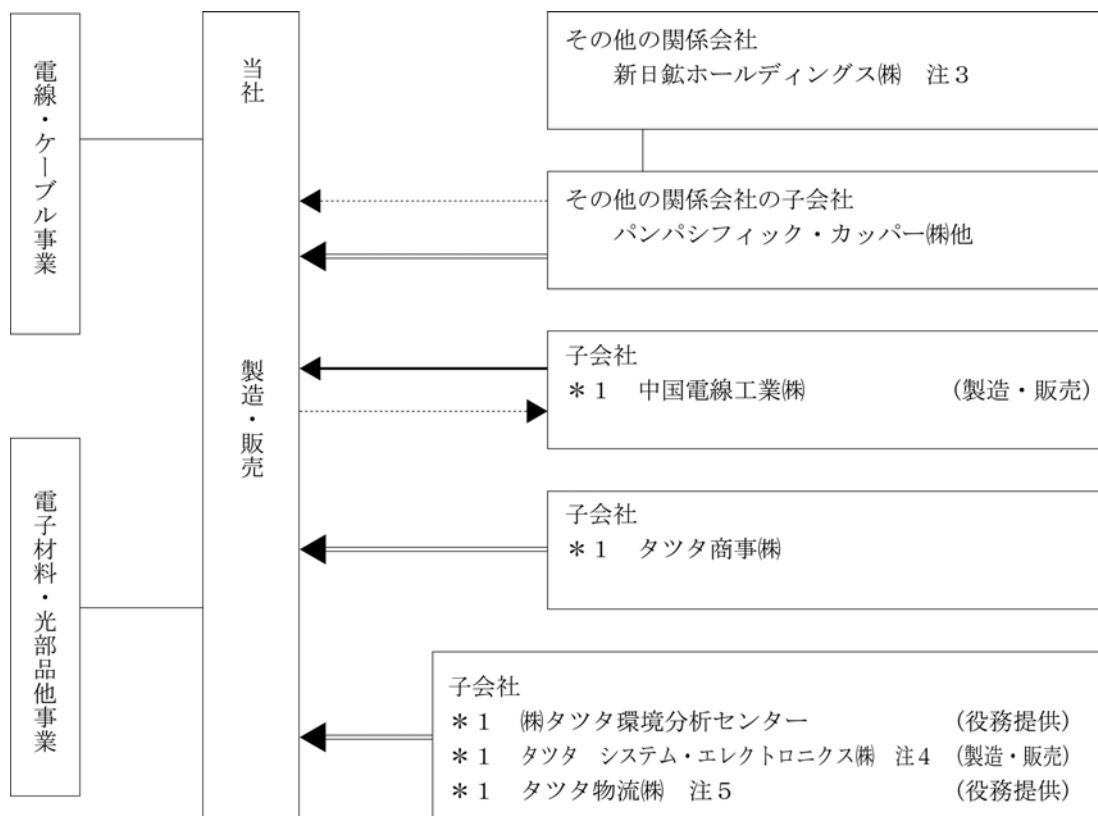 電線・ケーブル事業
電子材料・光部品他事業
当社
製造・販売
その他の関係会社
新日鉱ホールディングス㈱　注３
その他の関係会社の子会社
パンパシフィック・カッパー㈱他
子会社
＊１　中国電線工業㈱　（製造・販売）
子会社
＊１　タツタ商事㈱
子会社
＊１　㈱タツタ環境分析センター　（役務提供）
＊１　タツタ　システム・エレクトロニクス㈱　注４　（製造・販売）
＊１　タツタ物流㈱　注５　（役務提供）